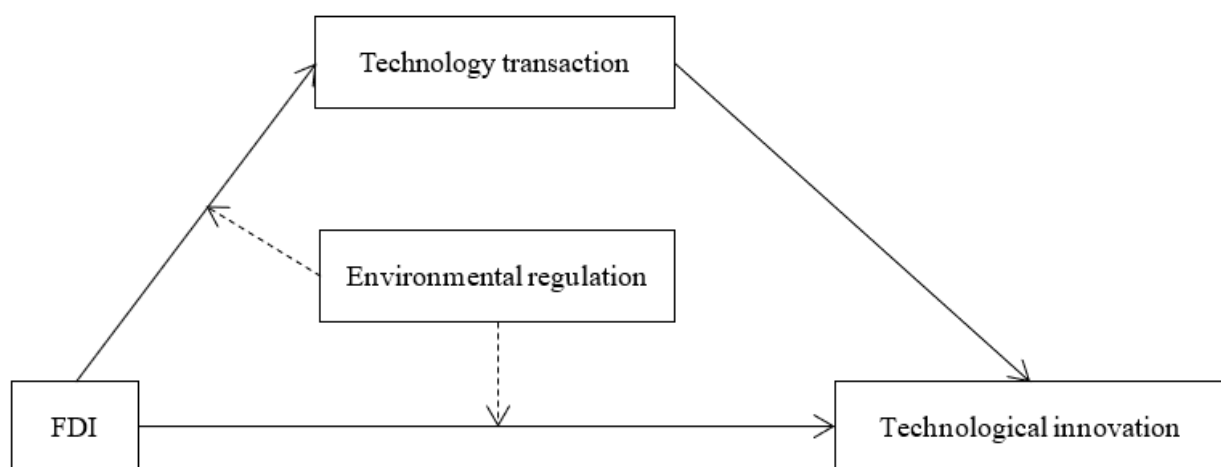 Technology transaction
Environmental regulation
FDI
Technological innovation